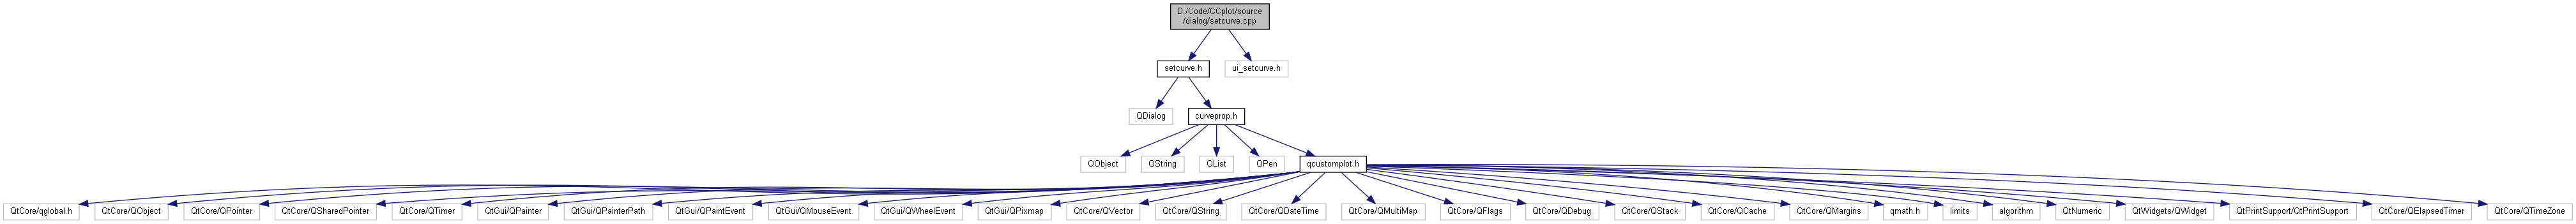 D:/Code/CCplot/source
/dialog/setcurve.cpp
setcurve.h
ui_setcurve.h
QDialog
curveprop.h
QObject
QString
QList
QPen
qcustomplot.h
QtCore/qglobal.h
QtCore/QObject
QtCore/QPointer
QtCore/QSharedPointer
QtCore/QTimer
QtGui/QPainter
QtGui/QPainterPath
QtGui/QPaintEvent
QtGui/QMouseEvent
QtGui/QWheelEvent
QtGui/QPixmap
QtCore/QVector
QtCore/QString
QtCore/QDateTime
QtCore/QMultiMap
QtCore/QFlags
QtCore/QDebug
QtCore/QStack
QtCore/QCache
QtCore/QMargins
qmath.h
limits
algorithm
QtNumeric
QtWidgets/QWidget
QtPrintSupport/QtPrintSupport
QtCore/QElapsedTimer
QtCore/QTimeZone